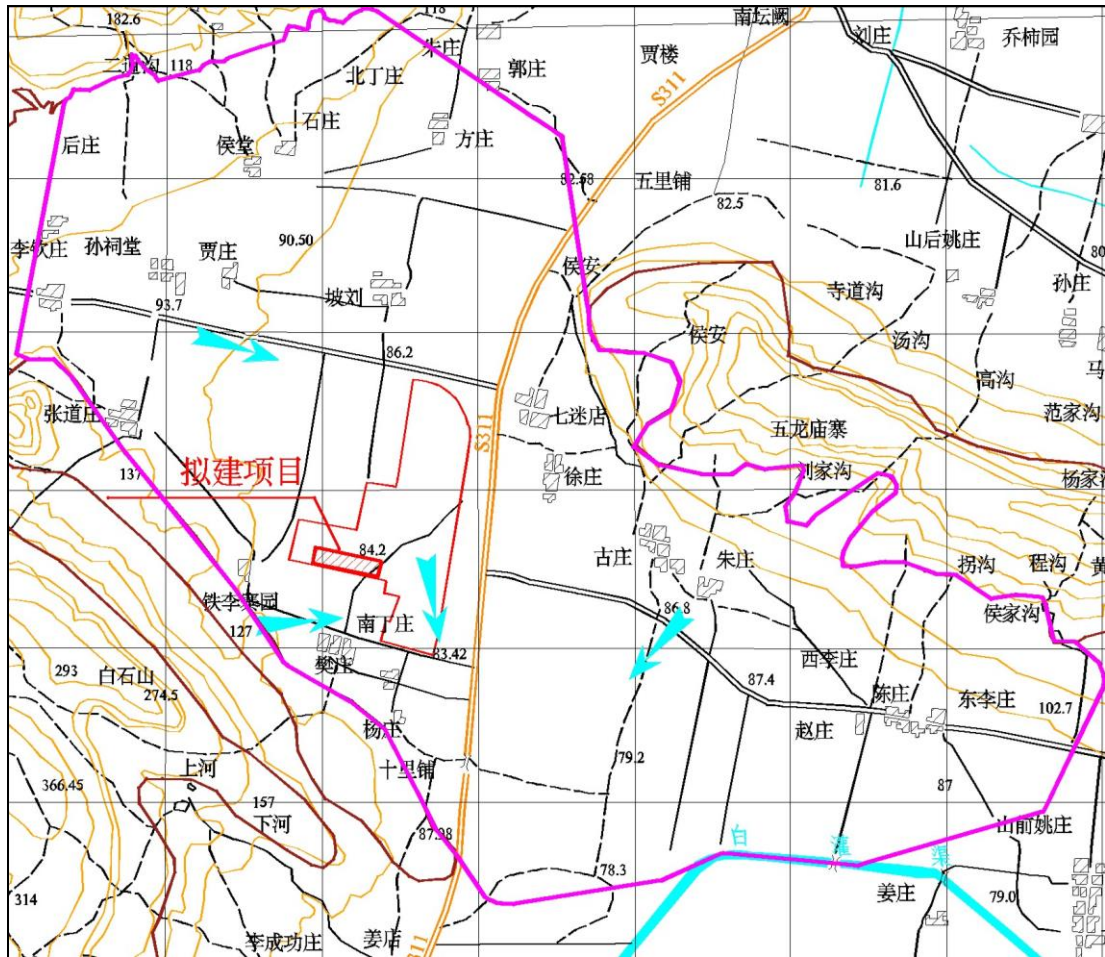 182.6
118
南坛阙
刘庄
乔柿园
二道沟
118
朱庄
贾楼
北丁庄
郭庄
S311
石庄
后庄
侯堂
方庄
82.58
五里铺
81.6
82.5
李钦庄
孙祠堂
贾庄
90.50
山后姚庄
80
侯安
孙庄
坡刘
93.7
寺道沟
侯安
汤沟
86.2
马
高沟
张道庄
七迷店
范家沟
S311
五龙庙寨
137
拟建项目
徐庄
刘家沟
杨家沟
84.2
古庄
朱庄
拐沟
程沟
黄
铁李寨园
86.8
侯家沟
127
南丁庄
83.42
293
白石山
樊庄
西李庄
274.5
87.4
陈庄
东李庄
102.7
杨庄
赵庄
上河
十里铺
79.2
366.45
87
157
下河
87.98
山前姚庄
白
灌
渠
78.3
314
姜庄
79.0
李成功庄
姜店
S311